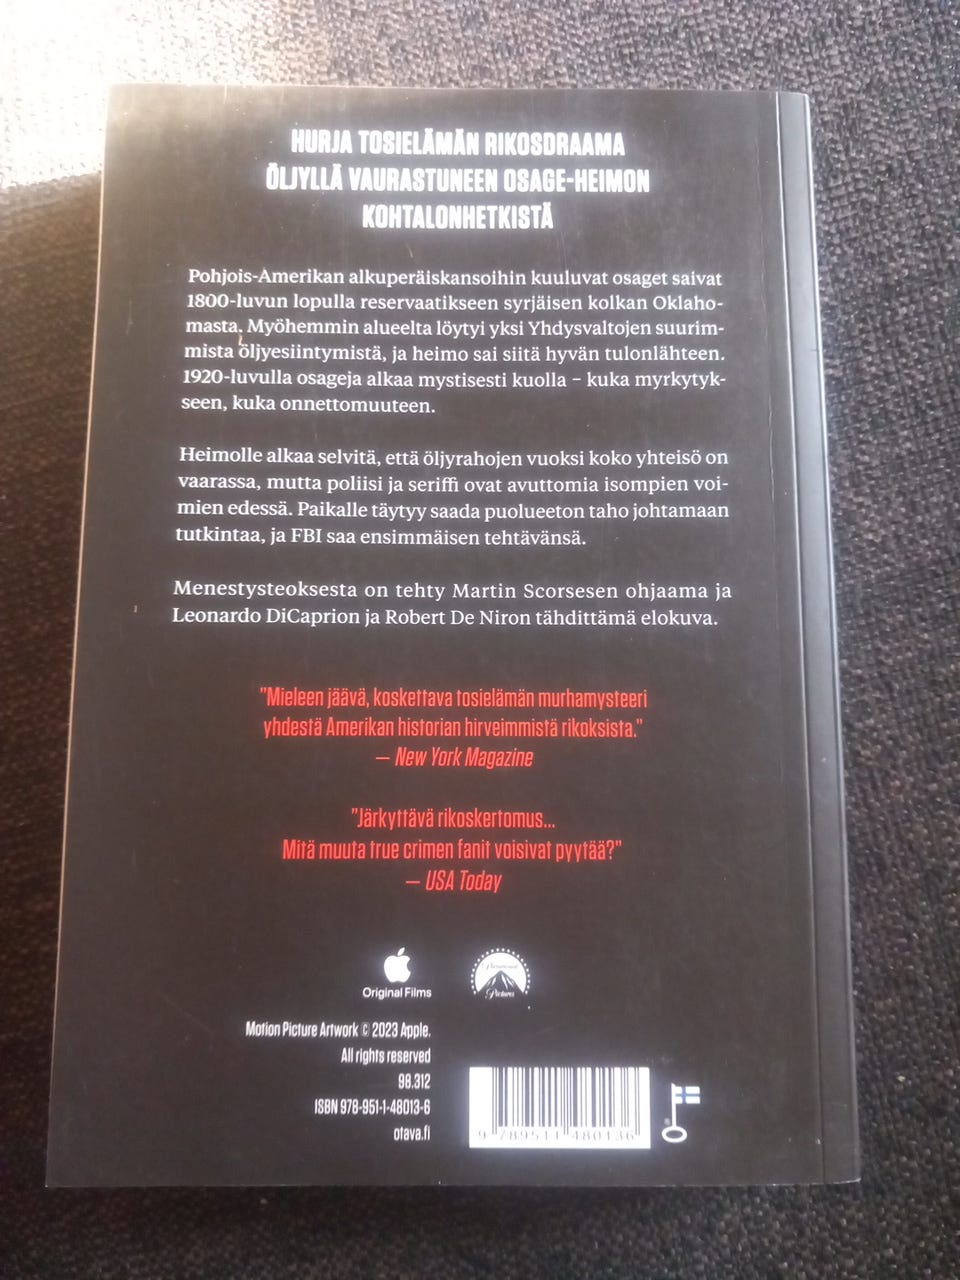 HURJA TOSIELÄMÄN RIKOSDRAAMA
ÖLJYLLÄ VAURASTUNEEN OSAGE-HEIMON
KOHTALONHETKISTÄ
Pohjois-Amerikan alkuperäiskansoihin kuuluvat osaget saivat
1800-luvun lopulla reservaatikseen syrjäisen kolkan Oklaho-
masta. Myöhemmin alueelta löytyi yksi Yhdysvaltojen suurim-
mista öljyesiintymistä, ja heimo sai siitä hyvän tulonlähteen.
1920-luvulla osageja alkaa mystisesti kuolla – kuka myrkytyk-
seen, kuka onnettomuuteen.
Heimolle alkaa selvitä, että öljyrahojen vuoksi koko yhteisö on
vaarassa, mutta poliisi ja seriffi ovat avuttomia isompien voi-
mien edessä. Paikalle täytyy saada puolueeton taho johtamaan
tutkintaa, ja FBI saa ensimmäisen tehtävänsä.
Menestysteoksesta on tehty Martin Scorsesen ohjaama ja
Leonardo DiCaprion ja Robert De Niron tähdittämä elokuva.
"Mieleen jäävä, koskettava tosielämän murhamysteeri
yhdestä Amerikan historian hirveimmistä rikoksista."
– New York Magazine
"Järkyttävä rikoskertomus...
Mitä muuta true crimen fanit voisivat pyytää?"
– USA Today
Original Films
Paramount
Pictures
Motion Picture Artwork © 2023 Apple.
All rights reserved
98.312
ISBN 978-951-1-48013-6
otava.fi
9 789511 480136